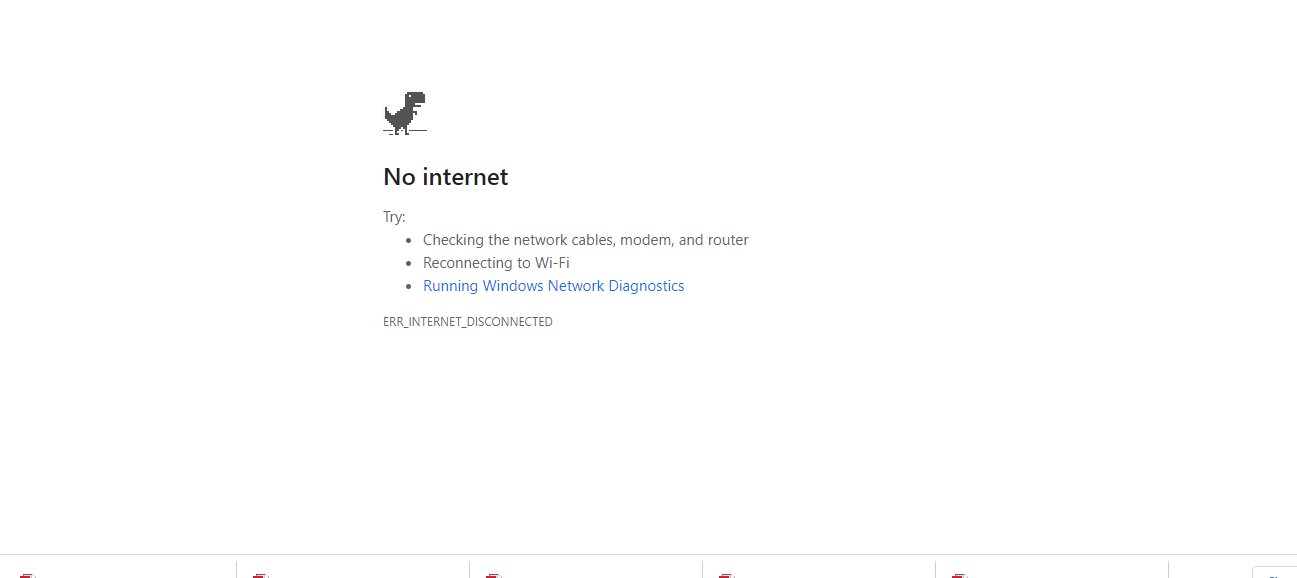 No internet
Try:
Checking the network cables, modem, and router
Reconnecting to Wi-Fi
Running Windows Network Diagnostics
ERR_INTERNET_DISCONNECTED